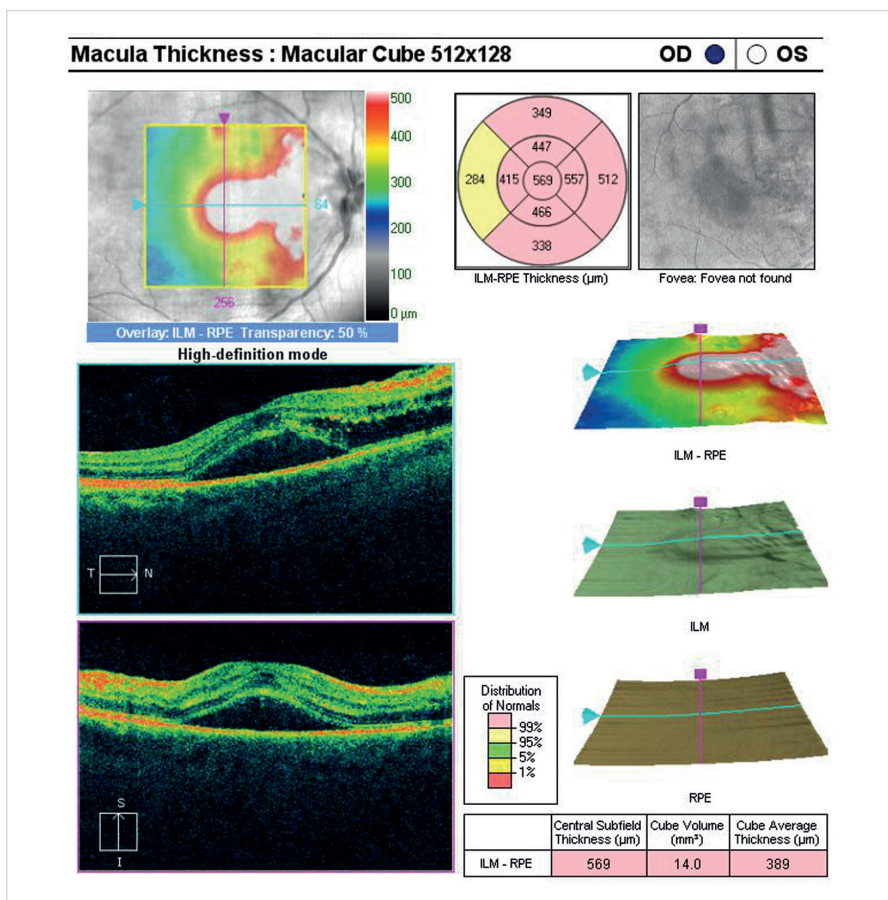 Macula Thickness : Macular Cube 512x128 OD OS
500
400
300
200
100
0 µm
64
256
Overlay: ILM - RPE Transparency: 50 %
349
447
284 415 569 557 512
466
338
ILM-RPE Thickness (µm)
Fovea: Fovea not found
High-definition mode
T N
S
I
ILM - RPE
ILM
RPE
Distribution
of Normals
99%
95%
5%
1%
Central Subfield Thickness (µm) Cube Volume (mm³) Cube Average Thickness (µm)
ILM - RPE 569 14.0 389